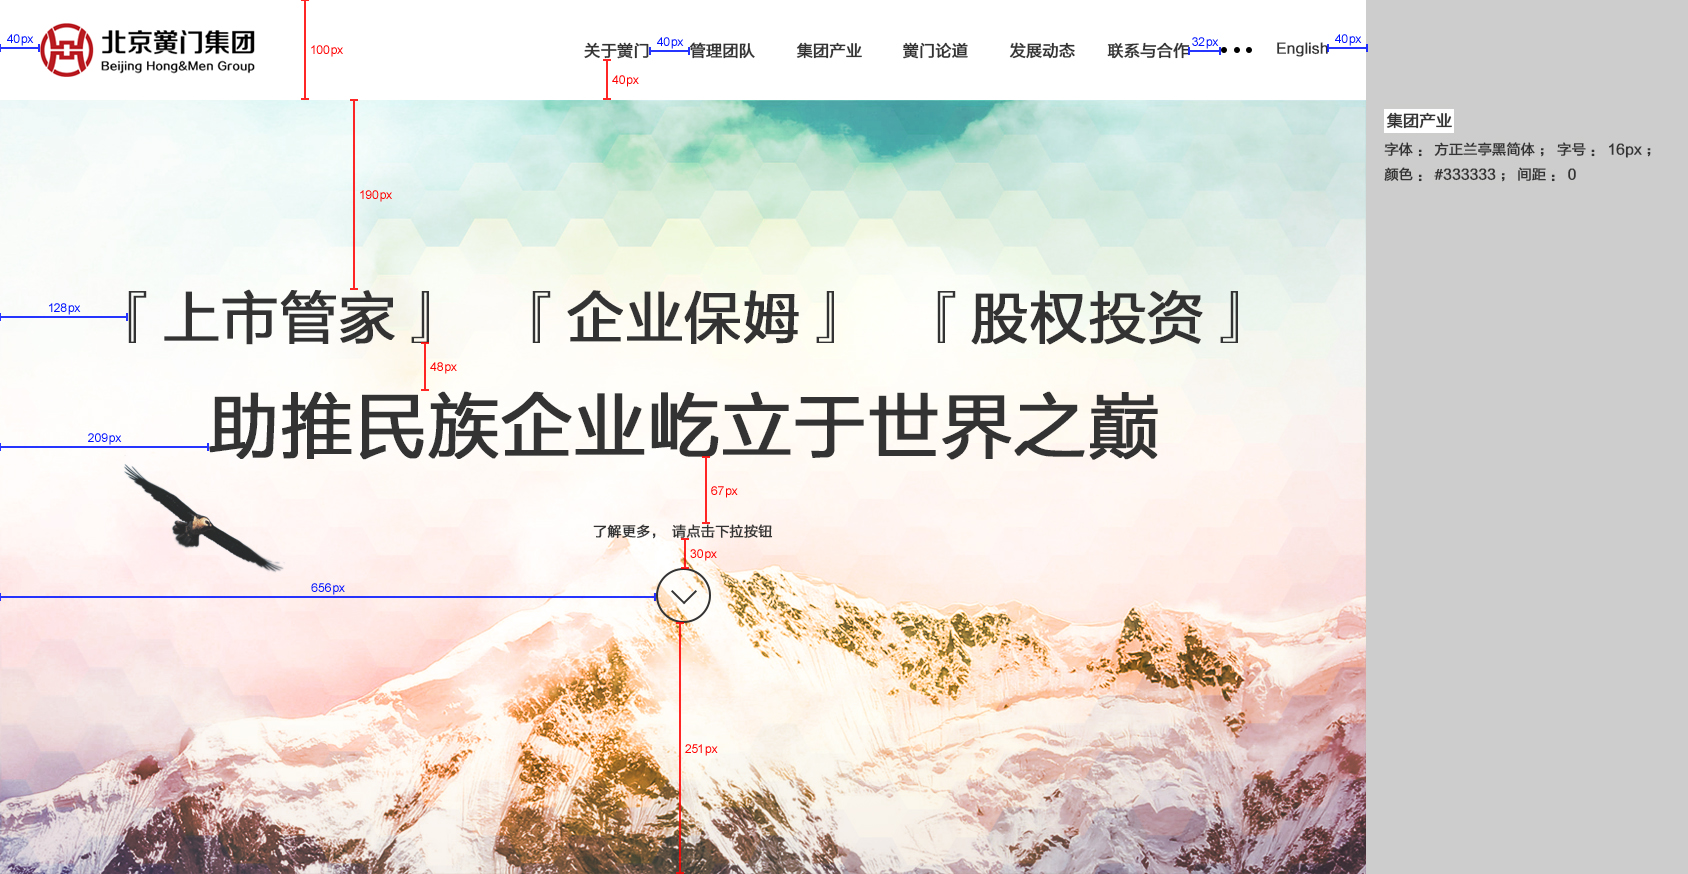 北京黉门集团
Beijing Hong&Men Group
关于黉门
管理团队
集团产业
黉门论道
发展动态
联系与合作
English
40px
100px
40px
32px
40px
40px
集团产业
字体： 方正兰亭黑简体； 字号： 16px；
颜色： #333333； 间距： 0
190px
128px
『上市管家』 『企业保姆』 『股权投资』
48px
助推民族企业屹立于世界之巅
209px
67px
了解更多， 请点击下拉按钮
30px
656px
251px